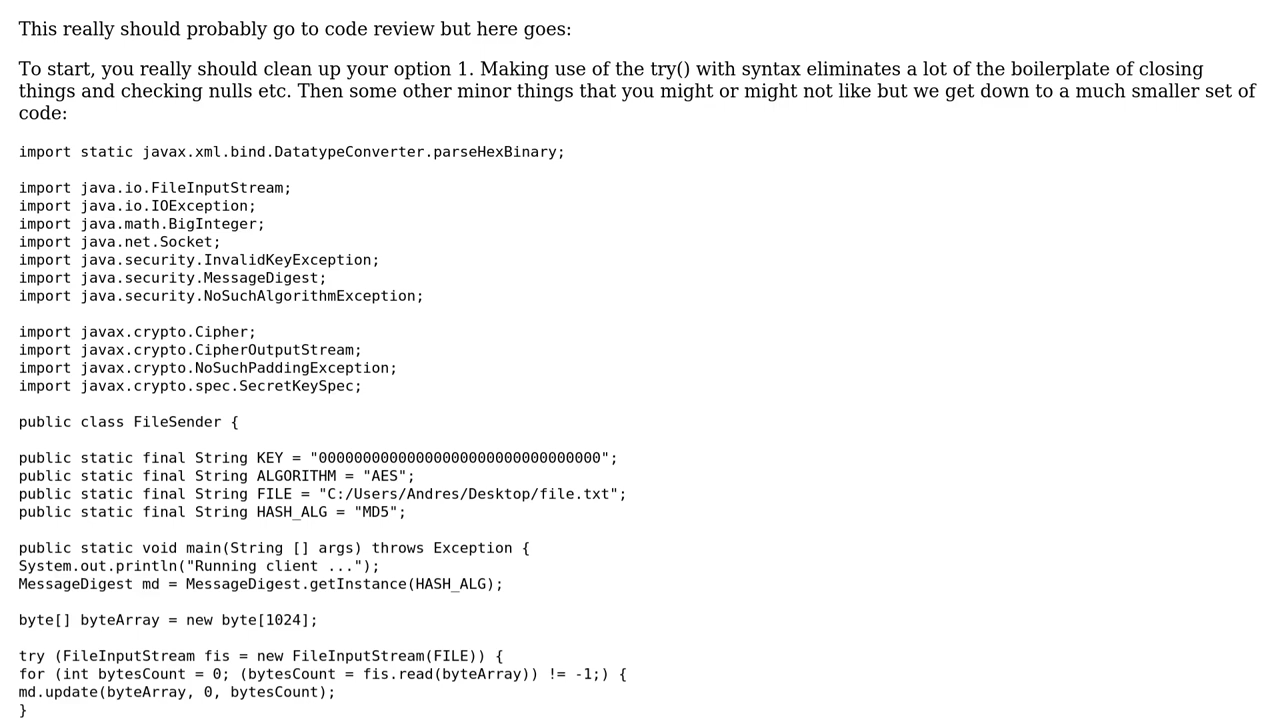 This really should probably go to code review but here goes:
To start, you really should clean up your option 1. Making use of the try() with syntax eliminates a lot of the boilerplate of closing
things and checking nulls etc. Then some other minor things that you might or might not like but we get down to a much smaller set of
code:
import static javax.xml.bind.DatatypeConverter.parseHexBinary;
import java.io.FileInputStream;
import java.io.IOException;
import java.math.BigInteger;
import java.net.Socket;
import java.security.InvalidKeyException;
import java.security.MessageDigest;
import java.security.NoSuchAlgorithmException;
import javax.crypto.Cipher;
import javax.crypto.CipherOutputStream;
import javax.crypto.NoSuchPaddingException;
import javax.crypto.spec.SecretKeySpec;
public class FileSender {
public static final String KEY = "00000000000000000000000000000000";
public static final String ALGORITHM = "AES";
public static final String FILE = "C:/Users/Andres/Desktop/file.txt";
public static final String HASH_ALG = "MD5";
public static void main(String [] args) throws Exception {
System.out.println("Running client ...");
MessageDigest md = MessageDigest.getInstance(HASH_ALG);
byte[] byteArray = new byte[1024];
try (FileInputStream fis = new FileInputStream(FILE)) {
for (int bytesCount = 0; (bytesCount = fis.read(byteArray)) != -1;) {
md.update(byteArray, 0, bytesCount);
}